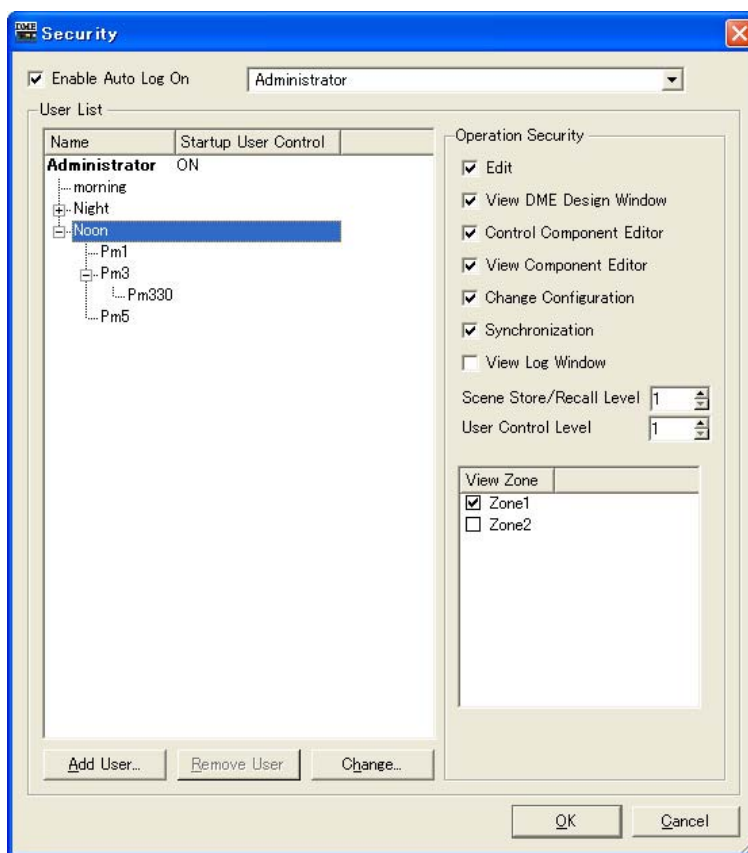 DME
Security
Enable Auto Log On
Administrator
User List
Name Startup User Control
Administrator ON
morning
Night
Noon
Pm1
Pm3
Pm330
Pm5
Add User...
Remove User
Change...
Operation Security
Edit
View DME Design Window
Control Component Editor
View Component Editor
Change Configuration
Synchronization
View Log Window
Scene Store/Recall Level 1
User Control Level 1
View Zone
Zone1
Zone2
OK
Cancel